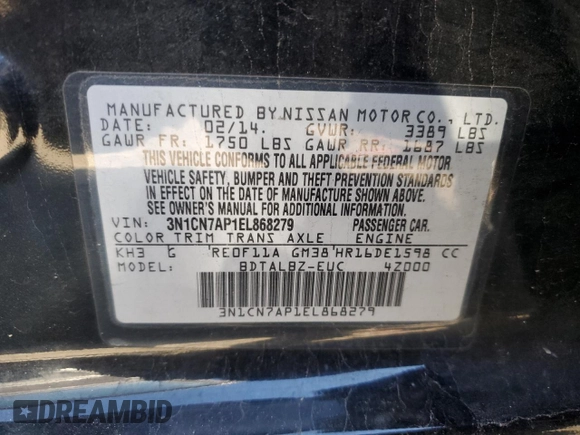 MANUFACTURED BY NISSAN MOTOR CO., LTD.
DATE: 02/14. GVWR: 3389 LBS
GAWR FR: 1750 LBS GAWR RR: 1687 LBS
THIS VEHICLE CONFORMS TO ALL APPLICABLE FEDERAL MOTOR
VEHICLE SAFETY, BUMPER AND THEFT PREVENTION STANDARDS
IN EFFECT ON THE DATE OF MANUFACTURE SHOWN ABOVE.
SEE OWNER'S MANUAL FOR ADDITIONAL INFORMATION.
VIN: 3N1CN7AP1EL868279 PASSENGER CAR.
COLOR TRIM TRANS AXLE ENGINE
KH3 G RE0F11A GM38 HR16DE1598 CC
MODEL: BDTALBZ-EUC 4Z000
3N1CN7AP1EL868279
DREAMBID